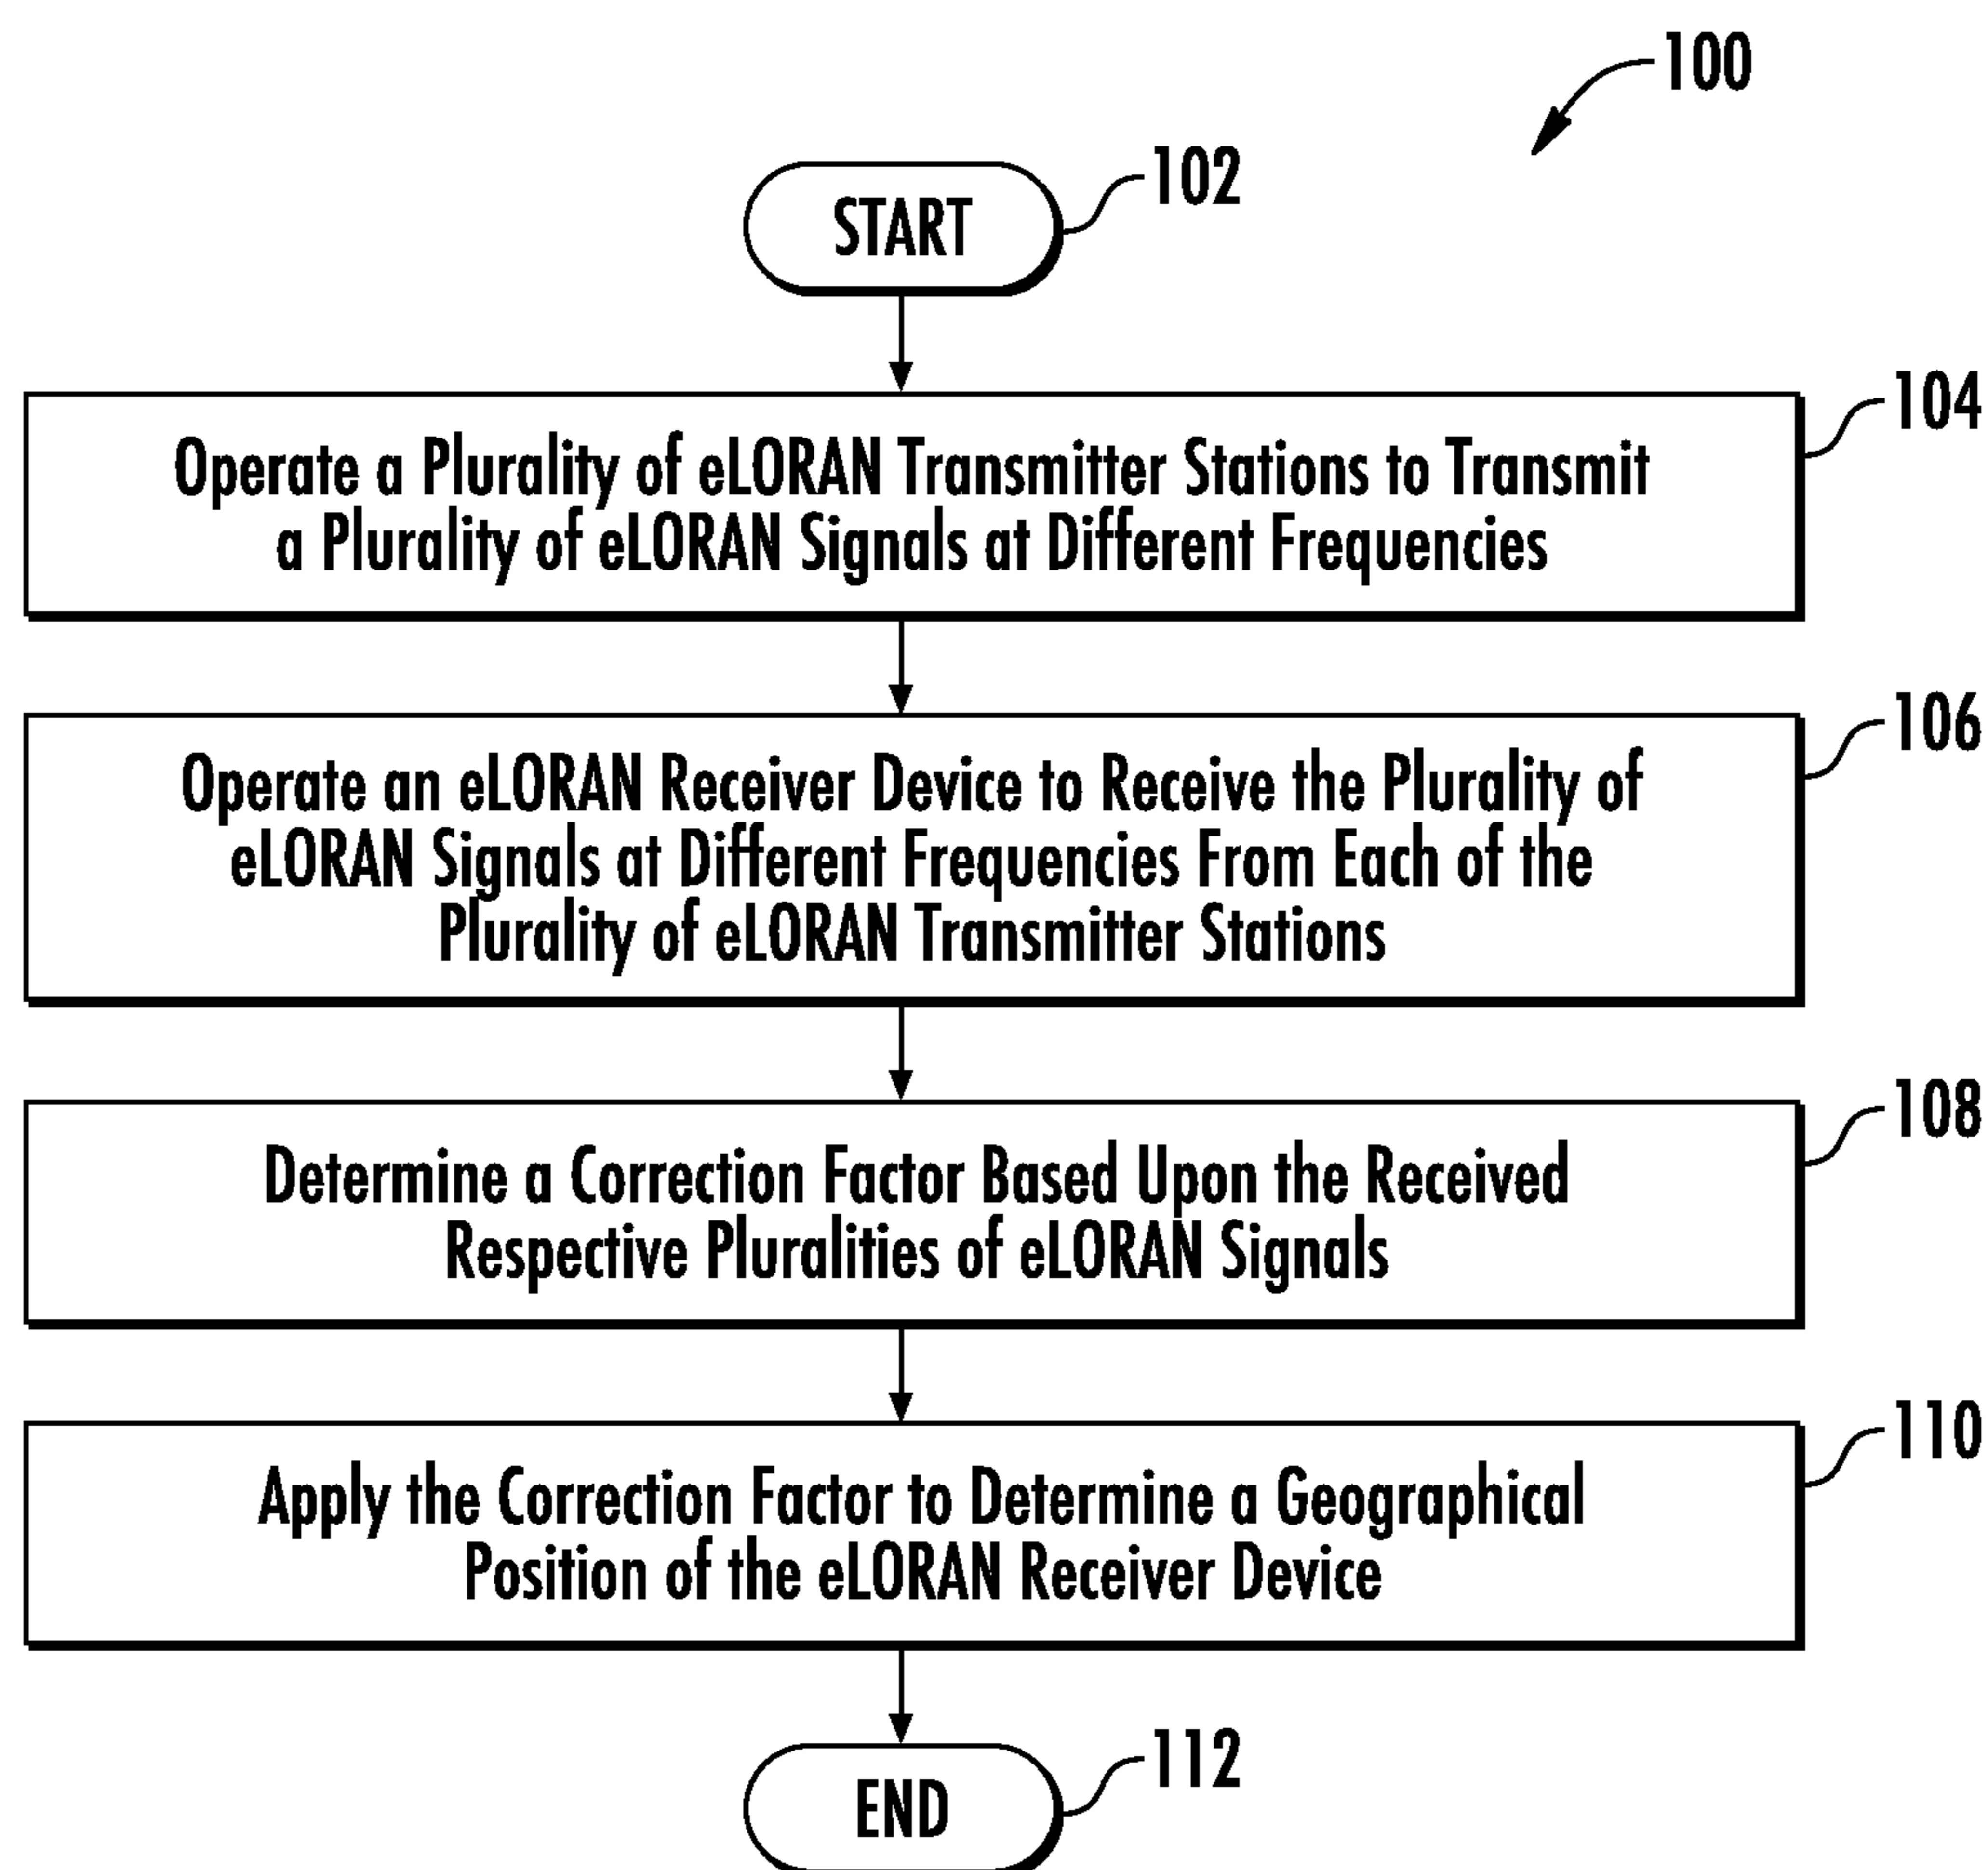 100
START
102
Operate a Plurality of eLORAN Transmitter Stations to Transmit
a Plurality of eLORAN Signals at Different Frequencies
104
Operate an eLORAN Receiver Device to Receive the Plurality of
eLORAN Signals at Different Frequencies From Each of the
Plurality of eLORAN Transmitter Stations
106
Determine a Correction Factor Based Upon the Received
Respective Pluralities of eLORAN Signals
108
Apply the Correction Factor to Determine a Geographical
Position of the eLORAN Receiver Device
110
END
112